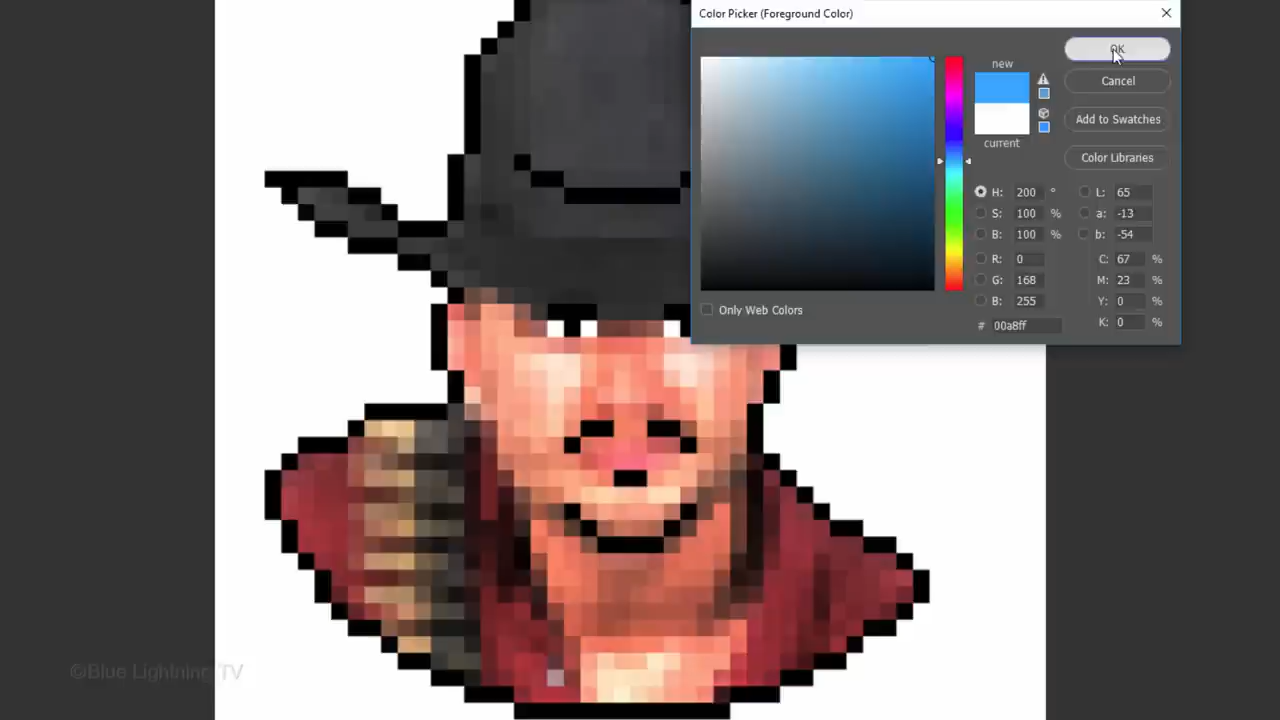 Color Picker (Foreground Color)
new
current
OK
Cancel
Add to Swatches
Color Libraries
H: 200 ° L: 65
S: 100 % a: -13
B: 100 % b: -54
R: 0 C: 67 %
G: 168 M: 23 %
B: 255 Y: 0 %
# 00a8ff K: 0 %
Only Web Colors
©Blue Lightning TV